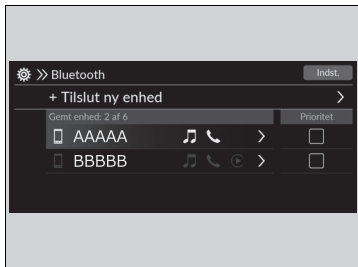 Bluetooth Indst.
+ Tilslut ny enhed
Gemt enhed: 2 af 6 Prioritet
AAAAA
BBBBB